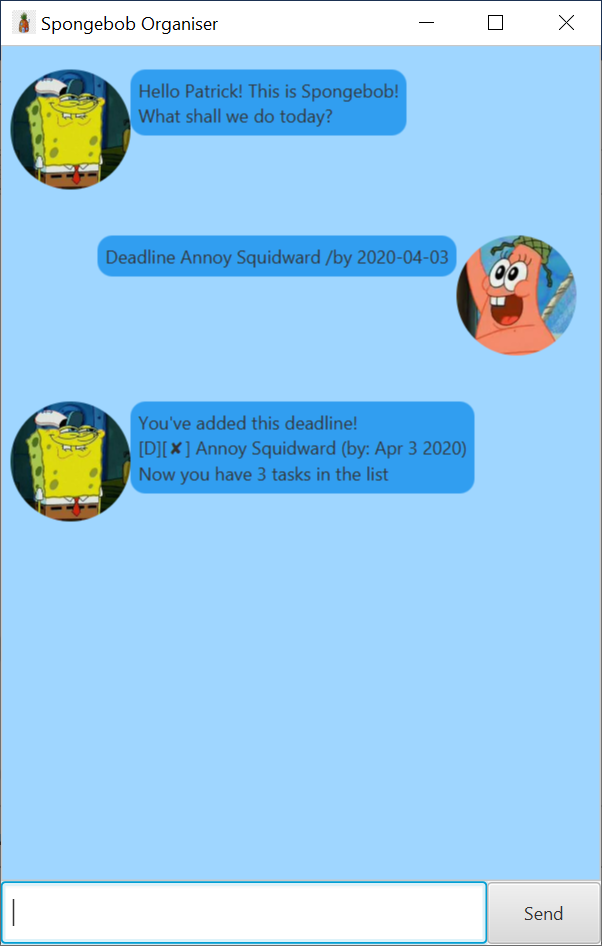 Spongebob Organiser
Hello Patrick! This is Spongebob!
What shall we do today?
Deadline Annoy Squidward /by 2020-04-03
You've added this deadline!
[D][✘] Annoy Squidward (by: Apr 3 2020)
Now you have 3 tasks in the list
Send